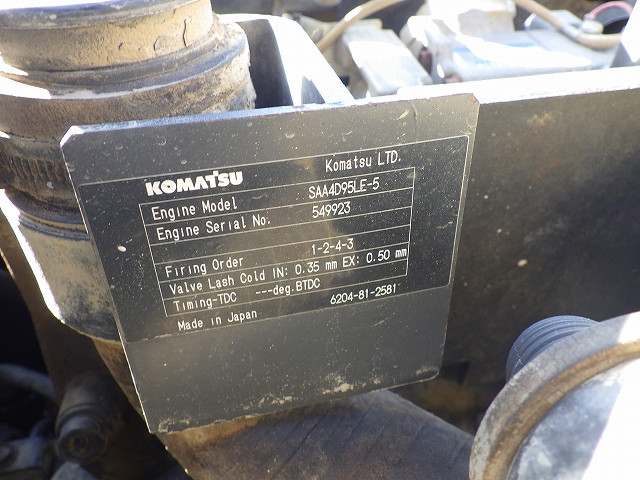 Komatsu LTD.
KOMATSU
Engine Model SAA4D95LE-5
Engine Serial No. 549923
Firing Order 1-2-4-3
Valve Lash Cold IN: 0.35 mm EX: 0.50 mm
Timing-TDC ---deg.BTDC
Made in Japan 6204-81-2581